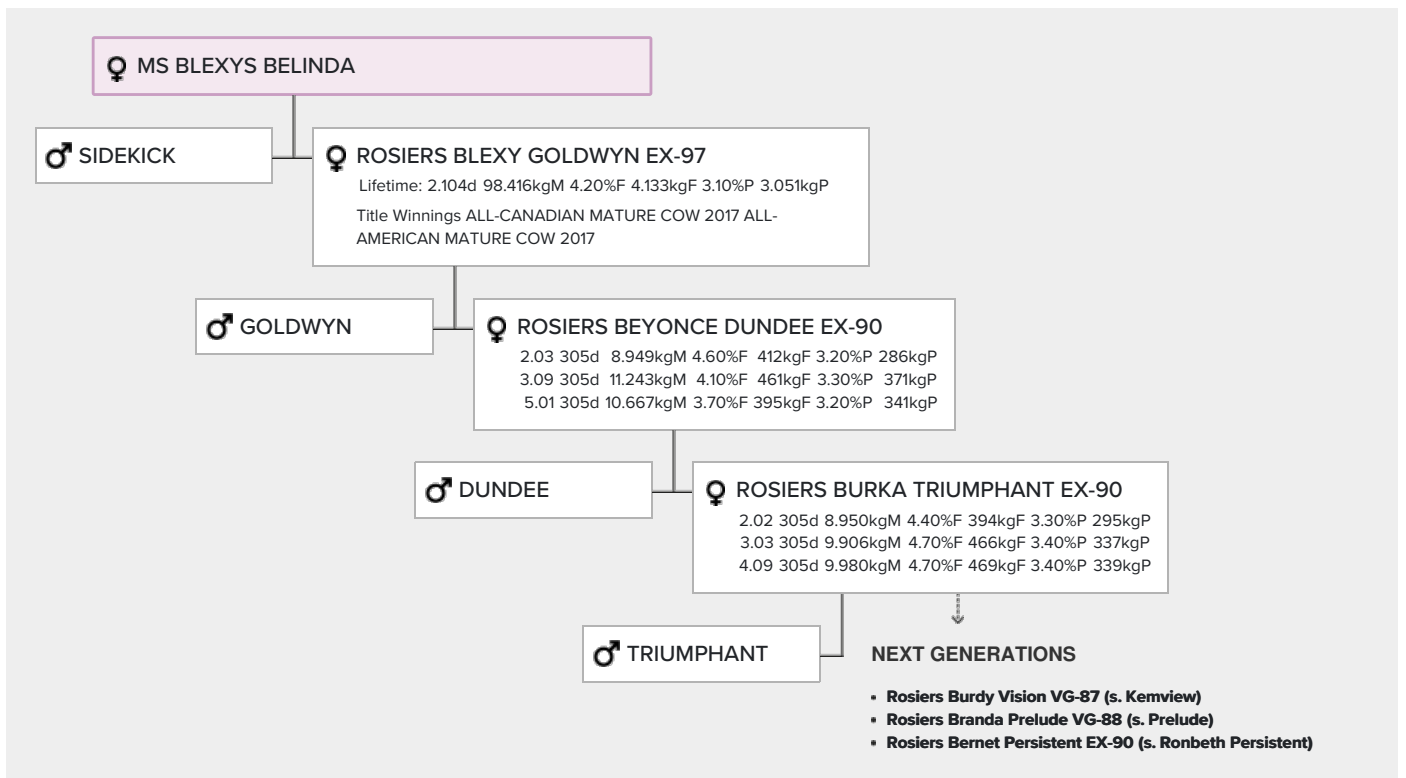 MS BLEXYS BELINDA
SIDEKICK
ROSIERS BLEXY GOLDWYN EX-97
Lifetime: 2.104d 98.416kgM 4.20%F 4.133kgF 3.10%P 3.051kgP
Title Winnings ALL-CANADIAN MATURE COW 2017 ALL-
AMERICAN MATURE COW 2017
GOLDWYN
ROSIERS BEYONCE DUNDEE EX-90
2.03 305d 8.949kgM 4.60%F 412kgF 3.20%P 286kgP
3.09 305d 11.243kgM 4.10%F 461kgF 3.30%P 371kgP
5.01 305d 10.667kgM 3.70%F 395kgF 3.20%P 341kgP
DUNDEE
ROSIERS BURKA TRIUMPHANT EX-90
2.02 305d 8.950kgM 4.40%F 394kgF 3.30%P 295kgP
3.03 305d 9.906kgM 4.70%F 466kgF 3.40%P 337kgP
4.09 305d 9.980kgM 4.70%F 469kgF 3.40%P 339kgP
TRIUMPHANT
NEXT GENERATIONS
• Rosiers Burdy Vision VG-87 (s. Kemview)
• Rosiers Branda Prelude VG-88 (s. Prelude)
• Rosiers Bernet Persistent EX-90 (s. Ronbeth Persistent)